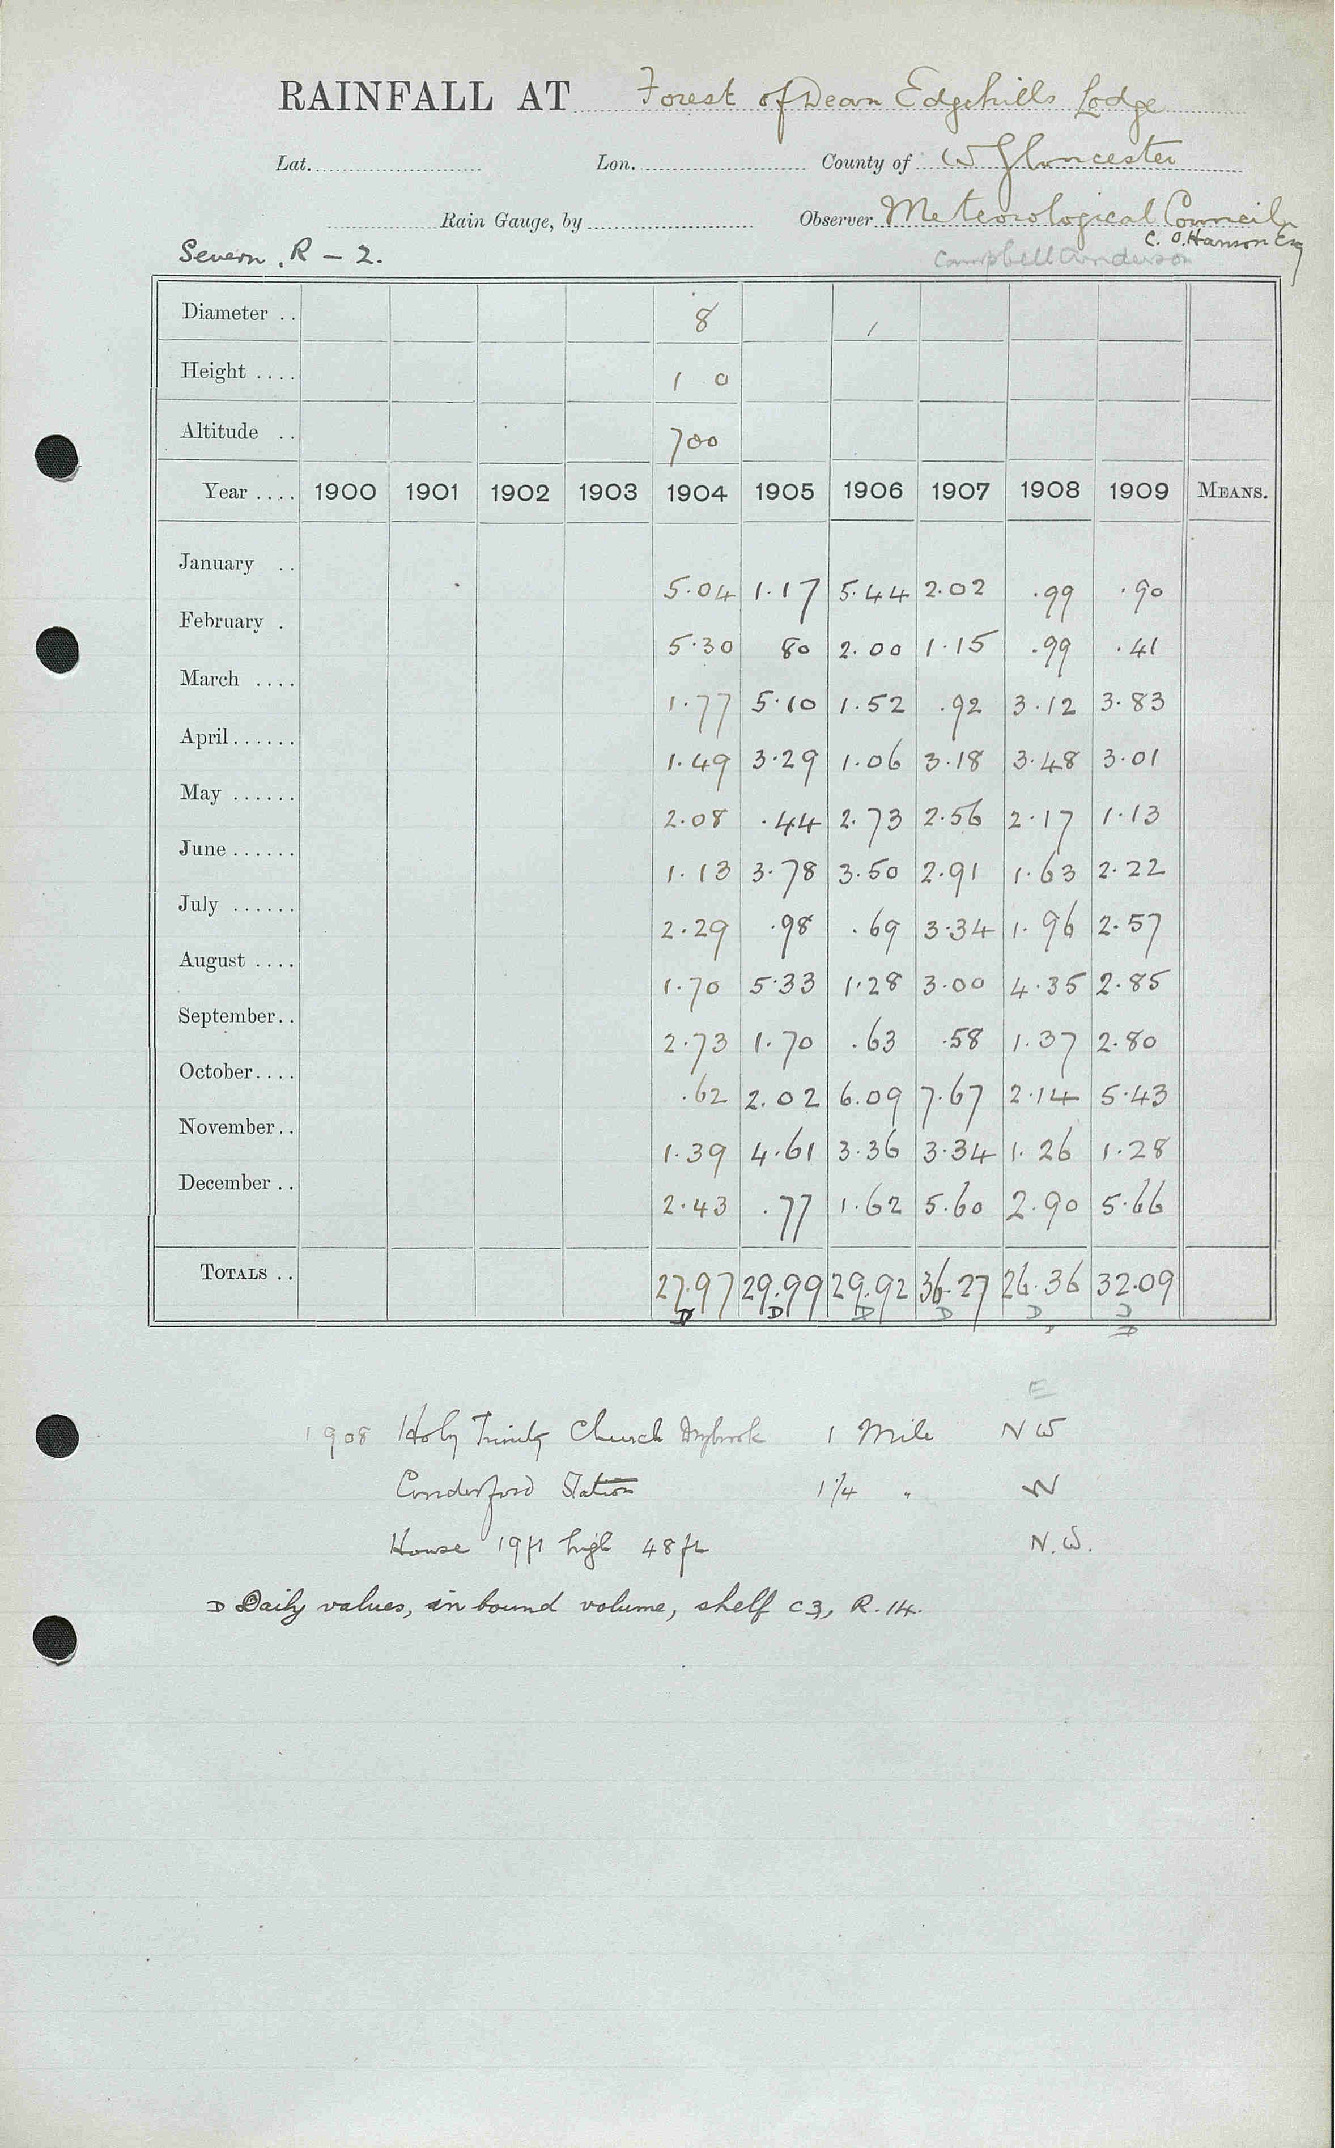 RAINFALL AT Forest of Dean Edgehills Lodge
Lat. Lon. County of W Gloucester
Rain Gauge, by Observer Meteorological Council
C. O. Hanson Esq
Severn. R – 2. Campbell Anderson
Diameter .. 8
Height .... 1 0
Altitude .. 700
Year .... 1900 1901 1902 1903 1904 1905 1906 1907 1908 1909 MEANS.
January .. 5.04 1.17 5.44 2.02 .99 .90
February . 5.30 80 2.00 1.15 .99 .41
March .... 1.77 5.10 1.52 .92 3.12 3.83
April...... 1.49 3.29 1.06 3.18 3.48 3.01
May ...... 2.08 .44 2.73 2.56 2.17 1.13
June...... 1.13 3.78 3.50 2.91 1.63 2.22
July ...... 2.29 .98 .69 3.34 1.96 2.57
August .... 1.70 5.33 1.28 3.00 4.35 2.85
September.. 2.73 1.70 .63 .58 1.37 2.80
October.... .62 2.02 6.09 7.67 2.14 5.43
November.. 1.39 4.61 3.36 3.34 1.26 1.28
December .. 2.43 .77 1.62 5.60 2.90 5.66
TOTALS .. 27.97 29.99 29.92 36.27 26.36 32.09
D D D D D D
E
1908 Holy Trinity Church 1 Mile NW
Station 1 1/4 " W
House 19ft high 48ft N.W.
D Daily values, in bound volume, shelf C3, R. 14.